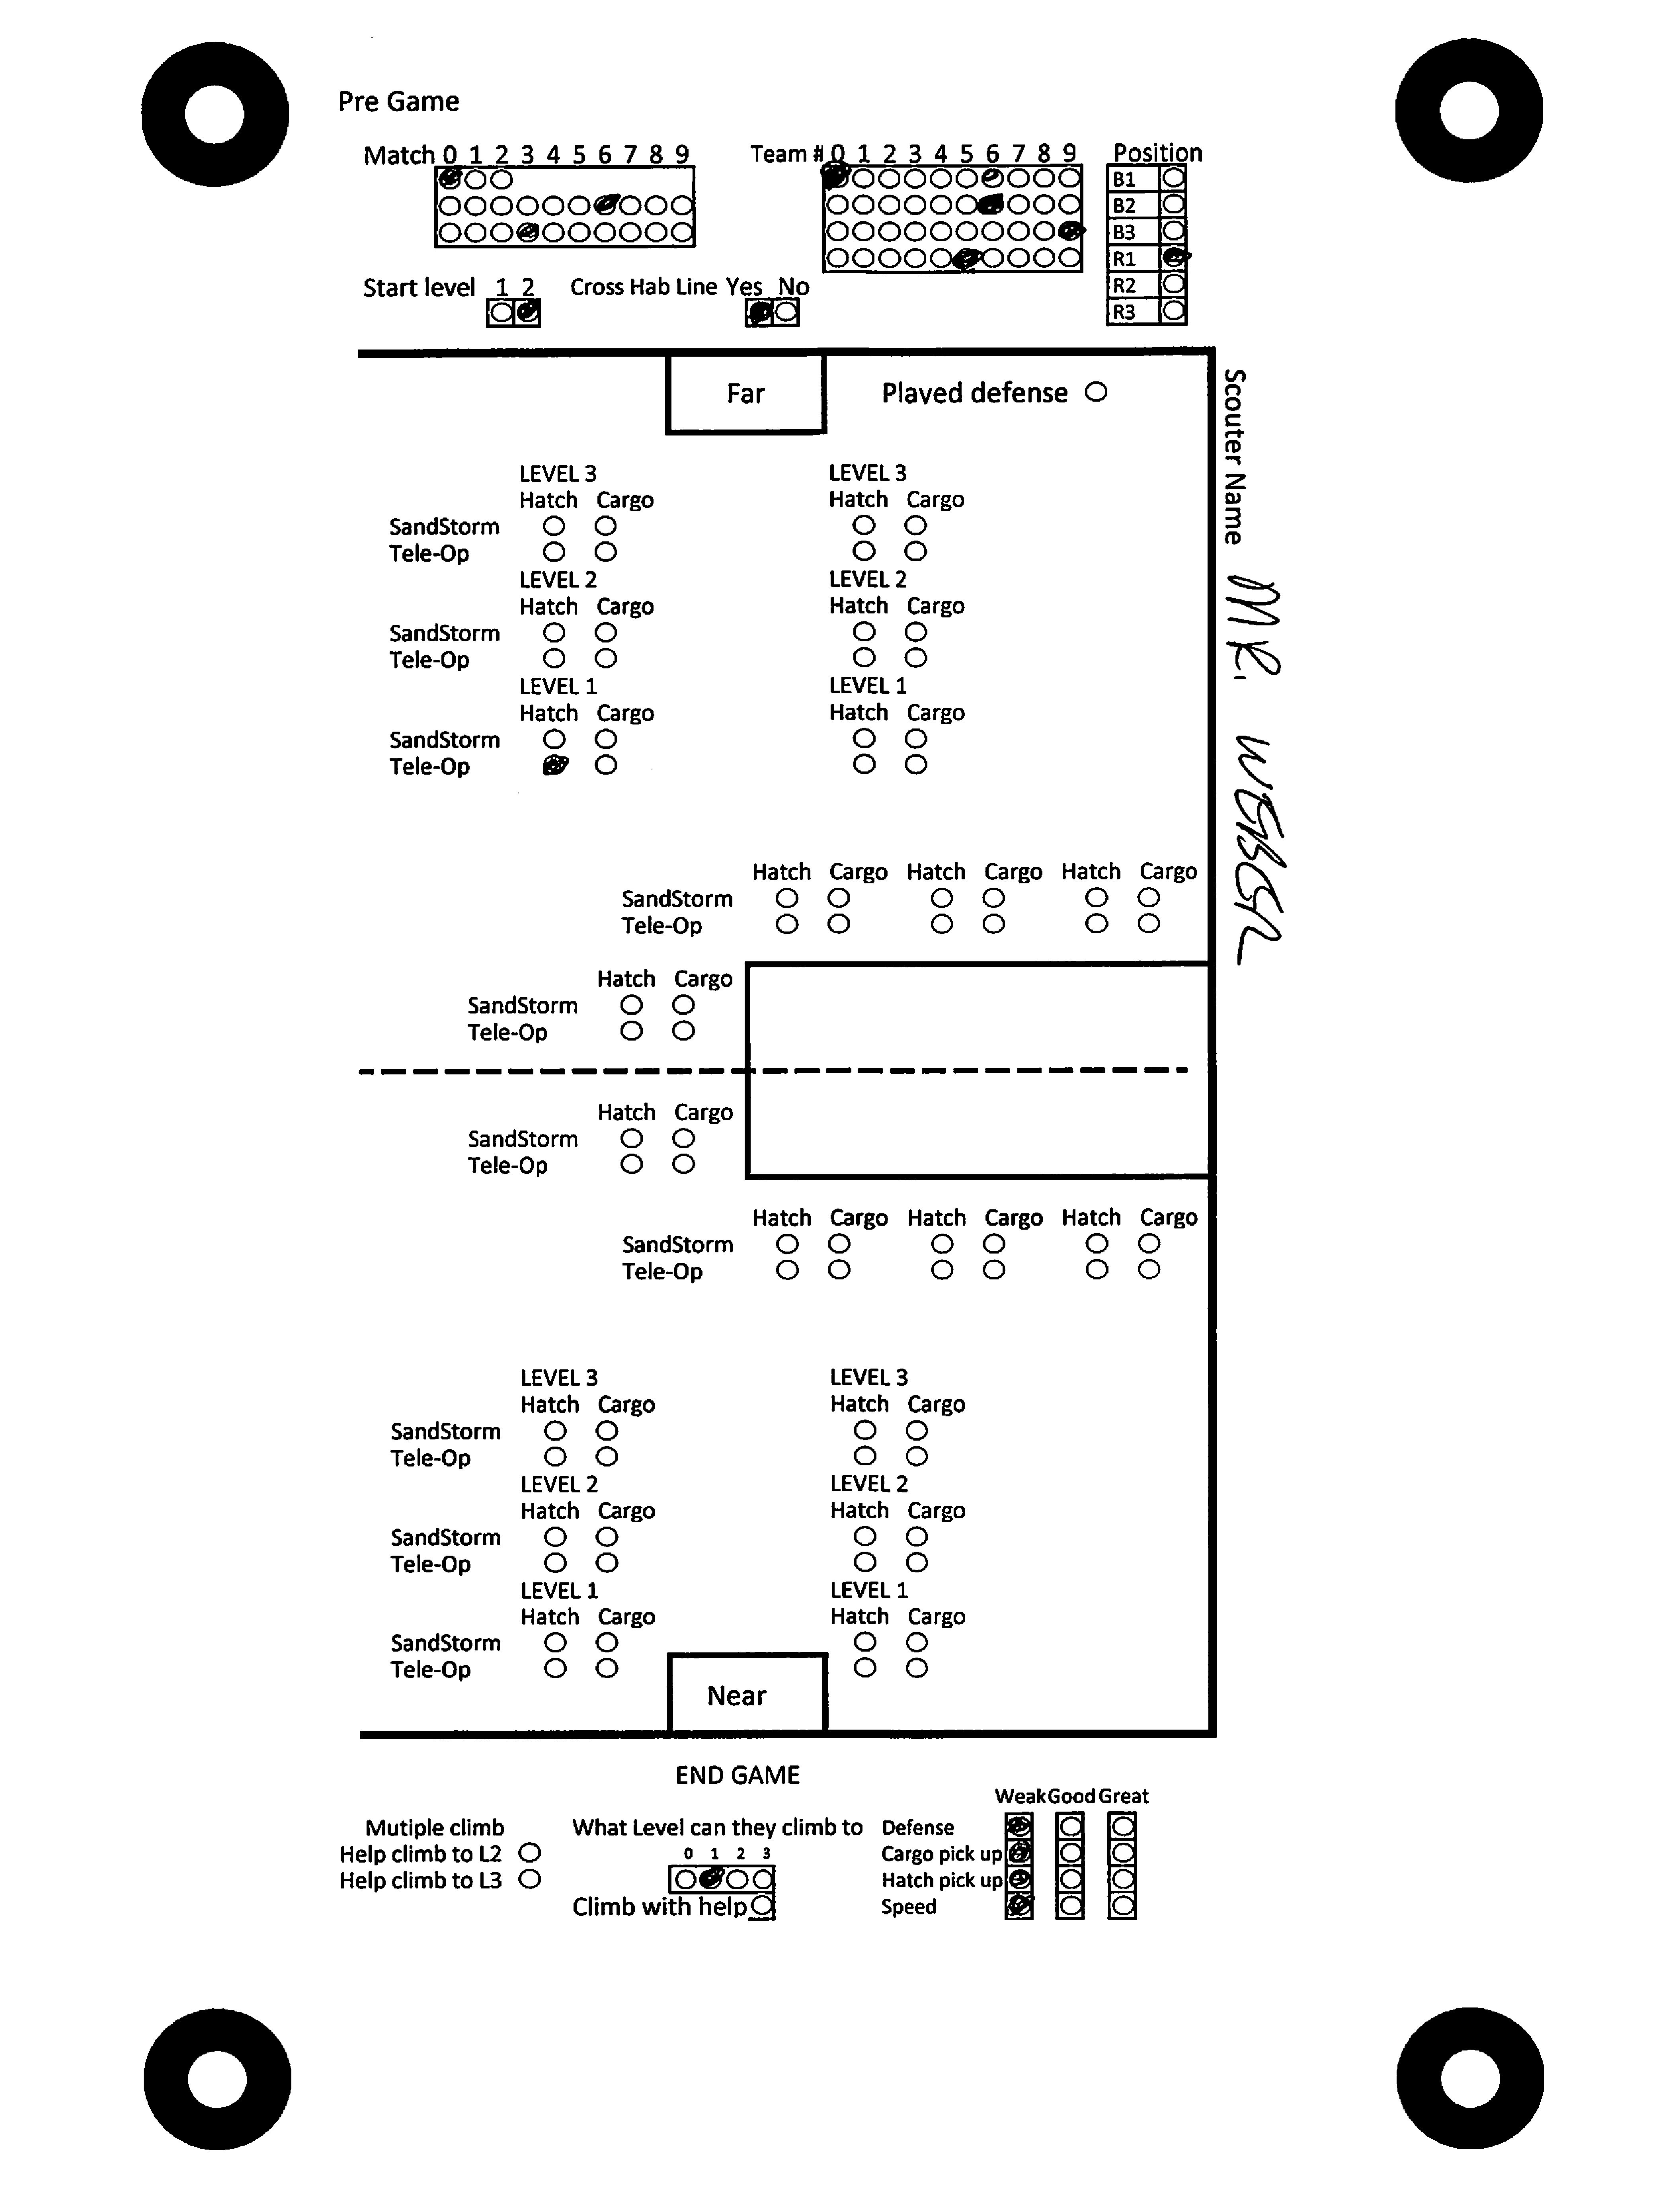 Pre Game
Match 0 1 2 3 4 5 6 7 8 9
Team # 0 1 2 3 4 5 6 7 8 9
Position
B1
B2
B3
R1
R2
R3
Start level 1 2
Cross Hab Line Yes No
Far
Played defense
Scouter Name MR. WEBER
LEVEL 3 LEVEL 3
Hatch Cargo Hatch Cargo
SandStorm
Tele-Op
LEVEL 2 LEVEL 2
Hatch Cargo Hatch Cargo
SandStorm
Tele-Op
LEVEL 1 LEVEL 1
Hatch Cargo Hatch Cargo
SandStorm
Tele-Op
Hatch Cargo Hatch Cargo Hatch Cargo
SandStorm
Tele-Op
Hatch Cargo
SandStorm
Tele-Op
Hatch Cargo
SandStorm
Tele-Op
Hatch Cargo Hatch Cargo Hatch Cargo
SandStorm
Tele-Op
LEVEL 3 LEVEL 3
Hatch Cargo Hatch Cargo
SandStorm
Tele-Op
LEVEL 2 LEVEL 2
Hatch Cargo Hatch Cargo
SandStorm
Tele-Op
LEVEL 1 LEVEL 1
Hatch Cargo Hatch Cargo
SandStorm
Tele-Op
Near
END GAME
Mutiple climb
Help climb to L2
Help climb to L3
What Level can they climb to
0 1 2 3
Climb with help
Weak Good Great
Defense
Cargo pick up
Hatch pick up
Speed